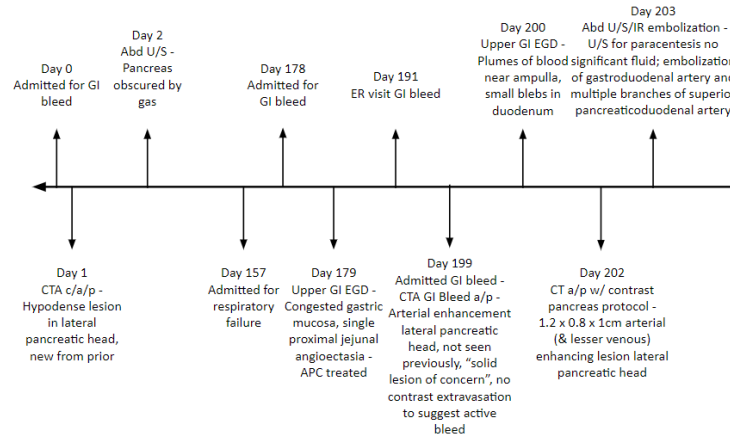 Day 0
Admitted for GI
bleed
Day 2
Abd U/S -
Pancreas
obscured by
gas
Day 178
Admitted for
GI bleed
Day 191
ER visit GI bleed
Day 200
Upper GI EGD -
Plumes of blood
near ampulla,
small blebs in
duodenum
Day 203
Abd U/S/IR embolization -
U/S for paracentesis no
significant fluid; embolization
of gastroduodenal artery and
multiple branches of superior
pancreaticoduodenal artery
Day 1
CTA c/a/p -
Hypodense lesion
in lateral
pancreatic head,
new from prior
Day 157
Admitted for
respiratory
failure
Day 179
Upper GI EGD -
Congested gastric
mucosa, single
proximal jejunal
angioectasia -
APC treated
Day 199
Admitted GI bleed -
CTA GI Bleed a/p -
Arterial enhancement
lateral pancreatic
head, not seen
previously, “solid
lesion of concern”, no
contrast extravasation
to suggest active
bleed
Day 202
CT a/p w/ contrast
pancreas protocol -
1.2 x 0.8 x 1cm arterial
(& lesser venous)
enhancing lesion lateral
pancreatic head